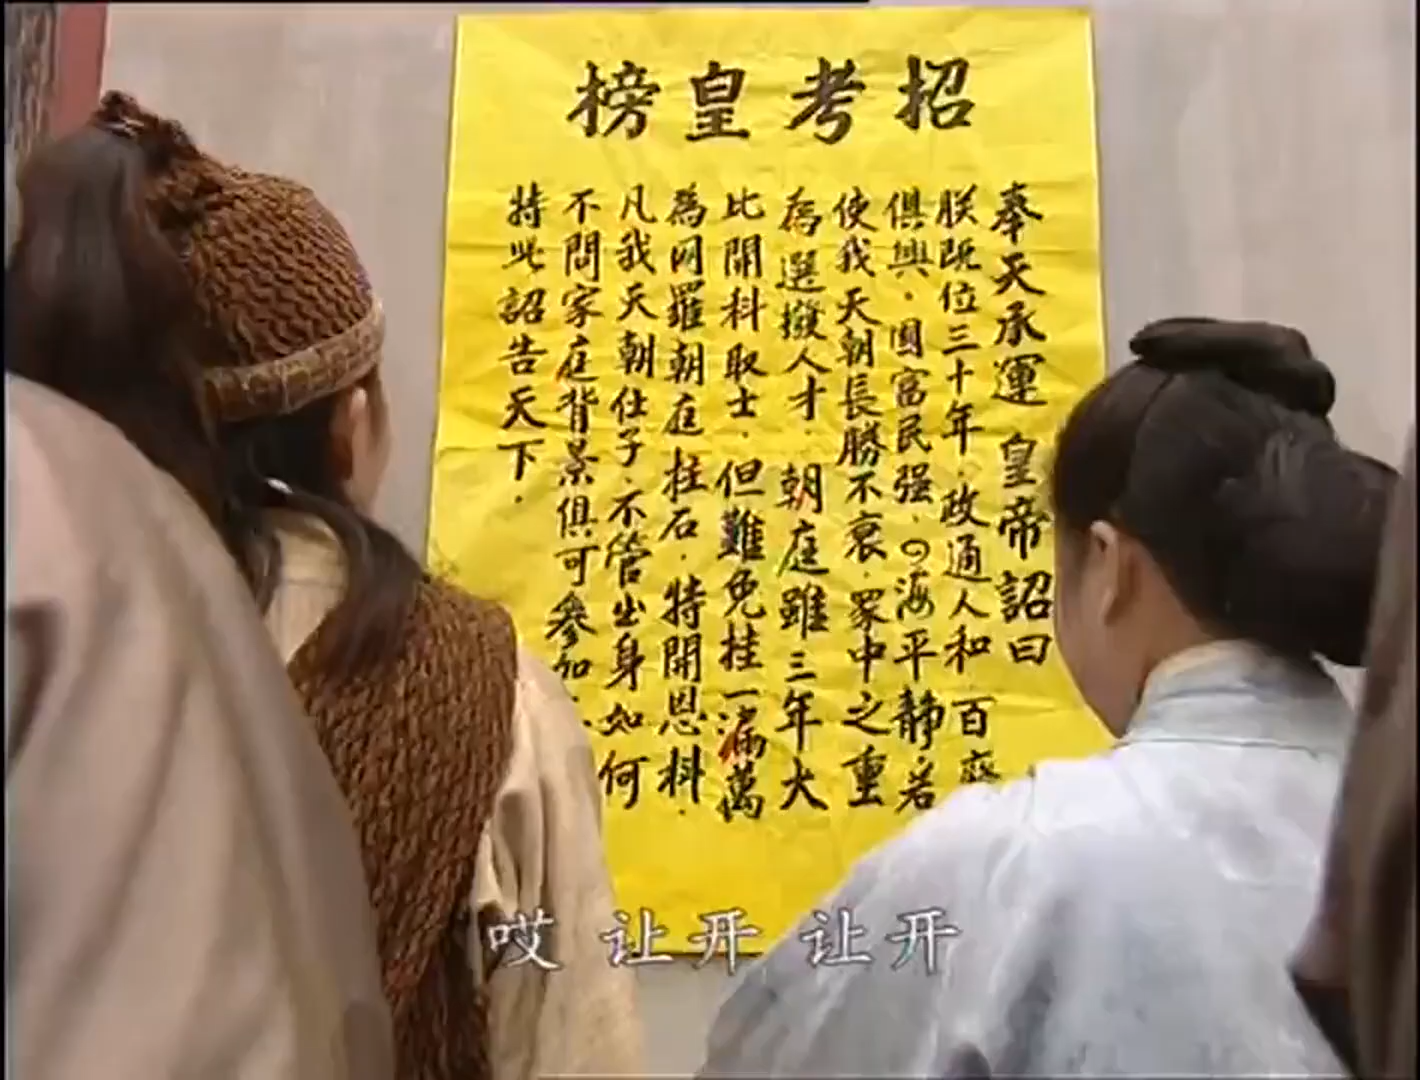 招考皇榜
奉天承運 皇帝詔曰
朕既位三十年.政通人和.百廢
俱興.國富民强.四海平静.若
使我天朝長勝不衰.衆中之重
為選撥人才.朝庭雖三年大
比開科取士.但難免挂一漏萬
為网羅朝庭柱石.特開恩科.
凡我天朝仕子.不管出身如何
不問家庭背景俱可參加..
特此詔告天下.
哎 让开 让开